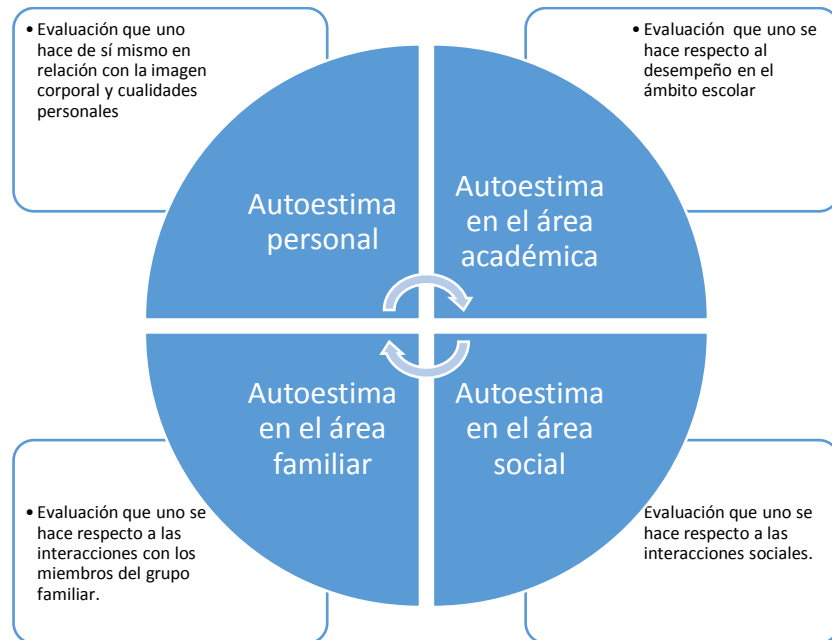 • Evaluación que uno
hace de sí mismo en
relación con la imagen
corporal y cualidades
personales
• Evaluación que uno se
hace respecto al
desempeño en el
ámbito escolar
Autoestima
personal
Autoestima
en el área
académica
Autoestima
en el área
familiar
Autoestima
en el área
social
• Evaluación que uno se
hace respecto a las
interacciones con los
miembros del grupo
familiar.
Evaluación que uno se
hace respecto a las
interacciones sociales.